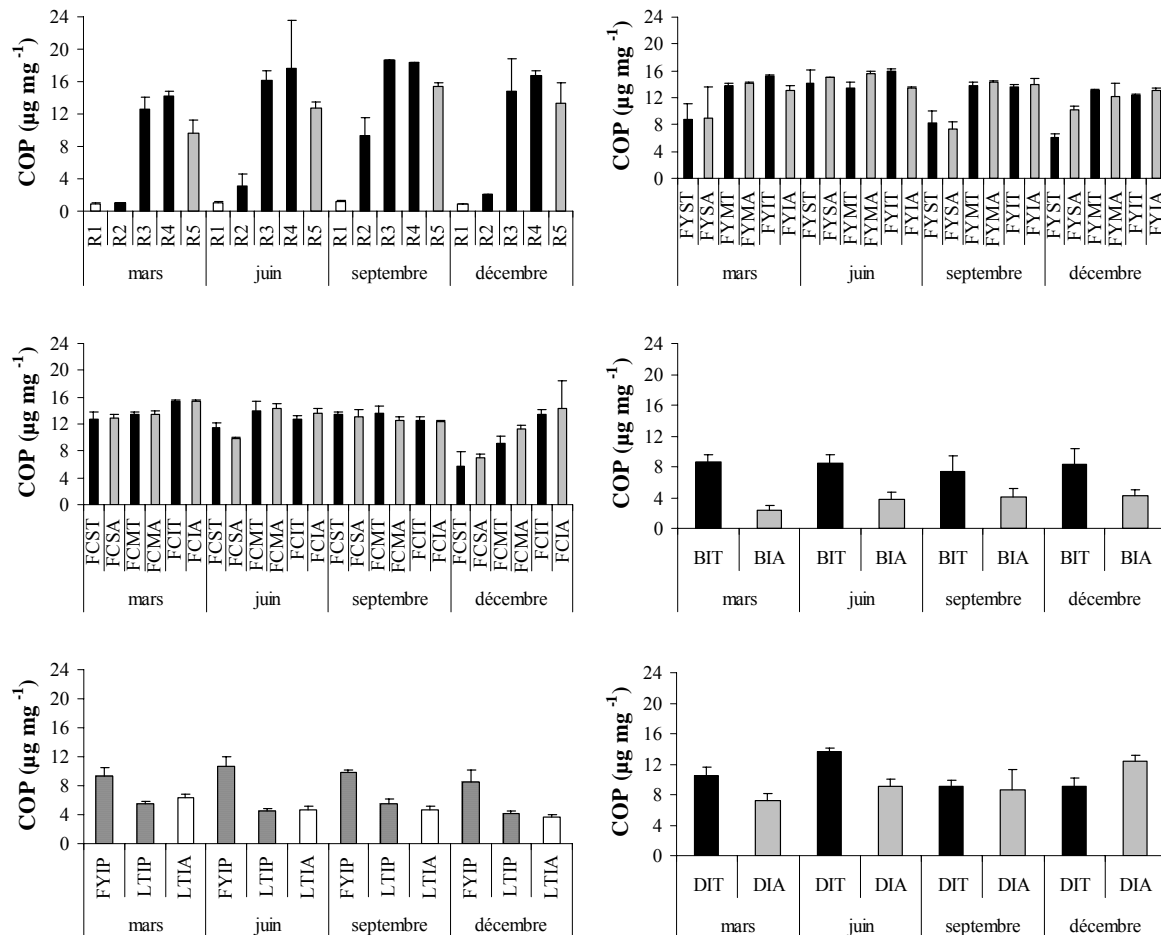 24
20
16
12
8
4
0
COP (µg mg -1)
R1 R2 R3 R4 R5 R1 R2 R3 R4 R5 R1 R2 R3 R4 R5 R1 R2 R3 R4 R5
mars juin septembre décembre
24
20
16
12
8
4
0
COP (µg mg -1)
FYST FYSA FYMT FYMA FYIT FYIA FYST FYSA FYMT FYMA FYIT FYIA FYST FYSA FYMT FYMA FYIT FYIA FYST FYSA FYMT FYMA FYIT FYIA
mars juin septembre décembre
24
20
16
12
8
4
0
COP (µg mg -1)
FCST FCSA FCMT FCMA FCIT FCIA FCST FCSA FCMT FCMA FCIT FCIA FCST FCSA FCMT FCMA FCIT FCIA FCST FCSA FCMT FCMA FCIT FCIA
mars juin septembre décembre
24
20
16
12
8
4
0
COP (µg mg -1)
BIT BIA BIT BIA BIT BIA BIT BIA
mars juin septembre décembre
24
20
16
12
8
4
0
COP (µg mg -1)
FYIP LTIP LTIA FYIP LTIP LTIA FYIP LTIP LTIA FYIP LTIP LTIA
mars juin septembre décembre
24
20
16
12
8
4
0
COP (µg mg -1)
DIT DIA DIT DIA DIT DIA DIT DIA
mars juin septembre décembre